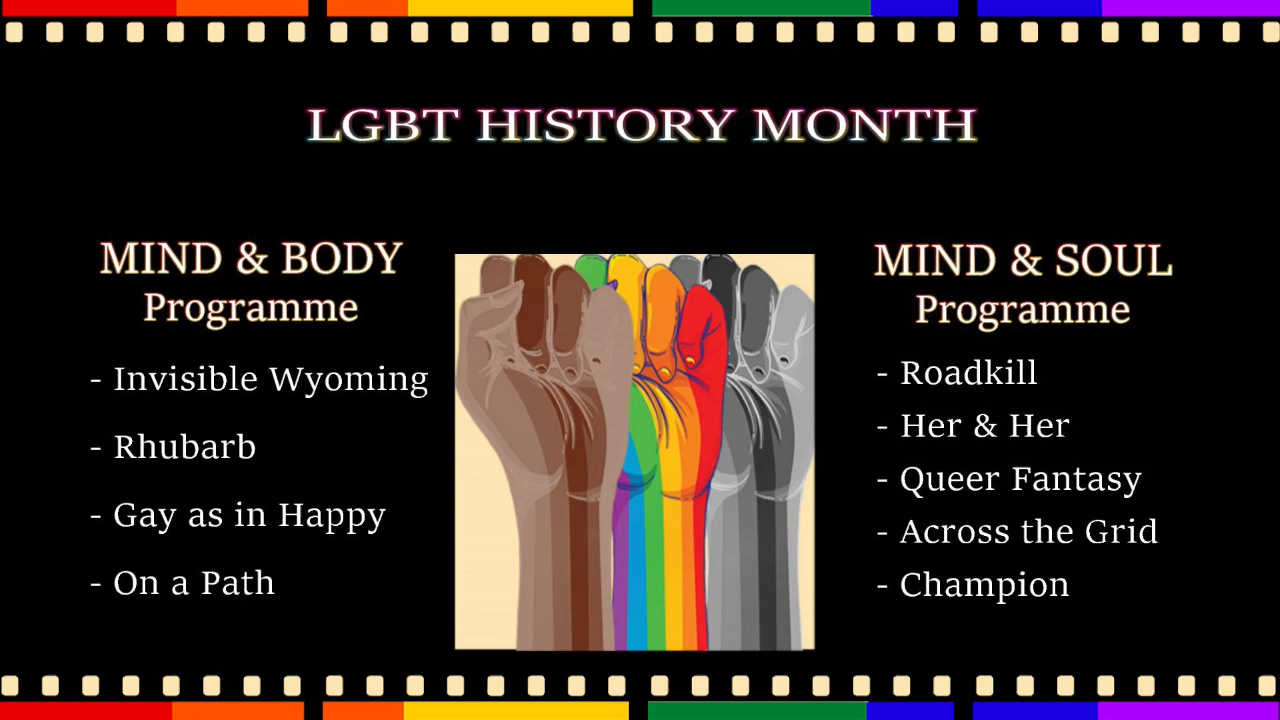 LGBT HISTORY MONTH
MIND & BODY
Programme
- Invisible Wyoming
- Rhubarb
- Gay as in Happy
- On a Path
MIND & SOUL
Programme
- Roadkill
- Her & Her
- Queer Fantasy
- Across the Grid
- Champion